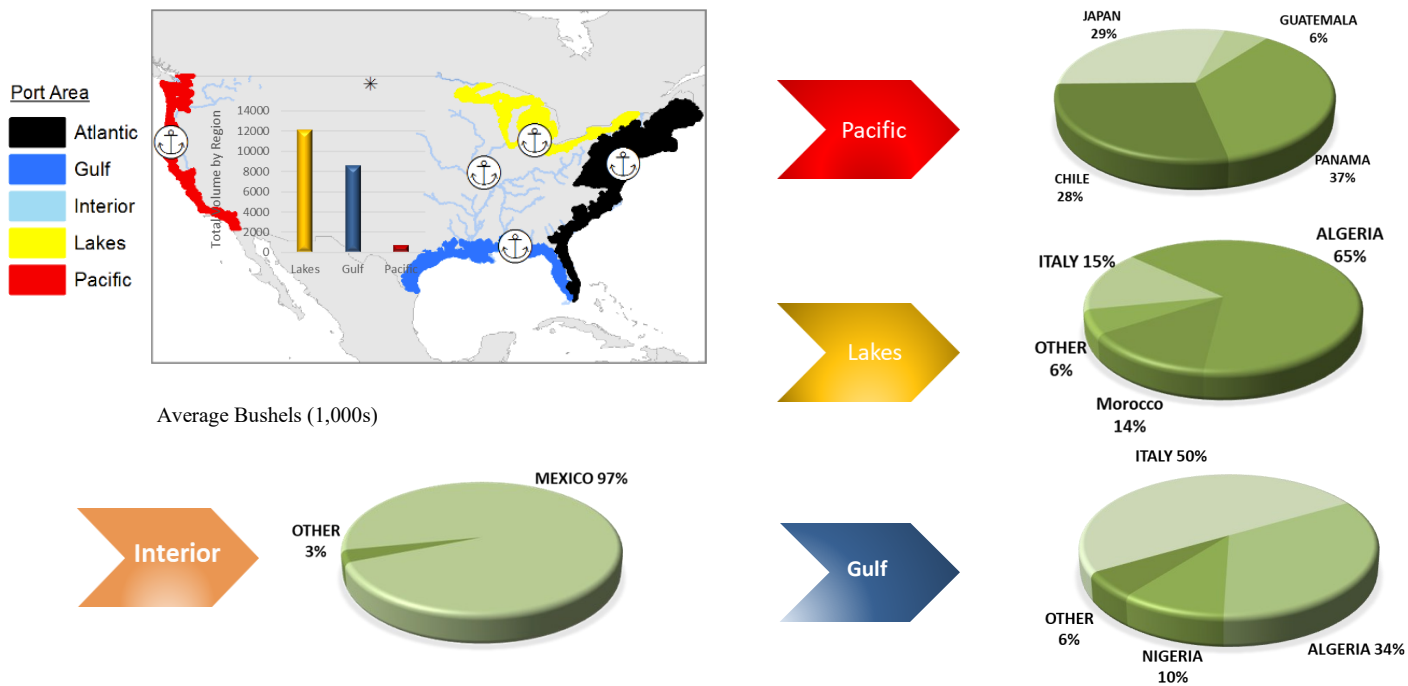 Port Area
Atlantic
Gulf
Interior
Lakes
Pacific
Total Volume by Region
14000
12000
10000
8000
6000
4000
2000
0
Lakes
Gulf
Pacific
Average Bushels (1,000s)
Pacific
JAPAN
29%
GUATEMALA
6%
PANAMA
37%
CHILE
28%
Lakes
ALGERIA
65%
ITALY 15%
OTHER
6%
Morocco
14%
Interior
MEXICO 97%
OTHER
3%
Gulf
ITALY 50%
OTHER
6%
NIGERIA
10%
ALGERIA 34%